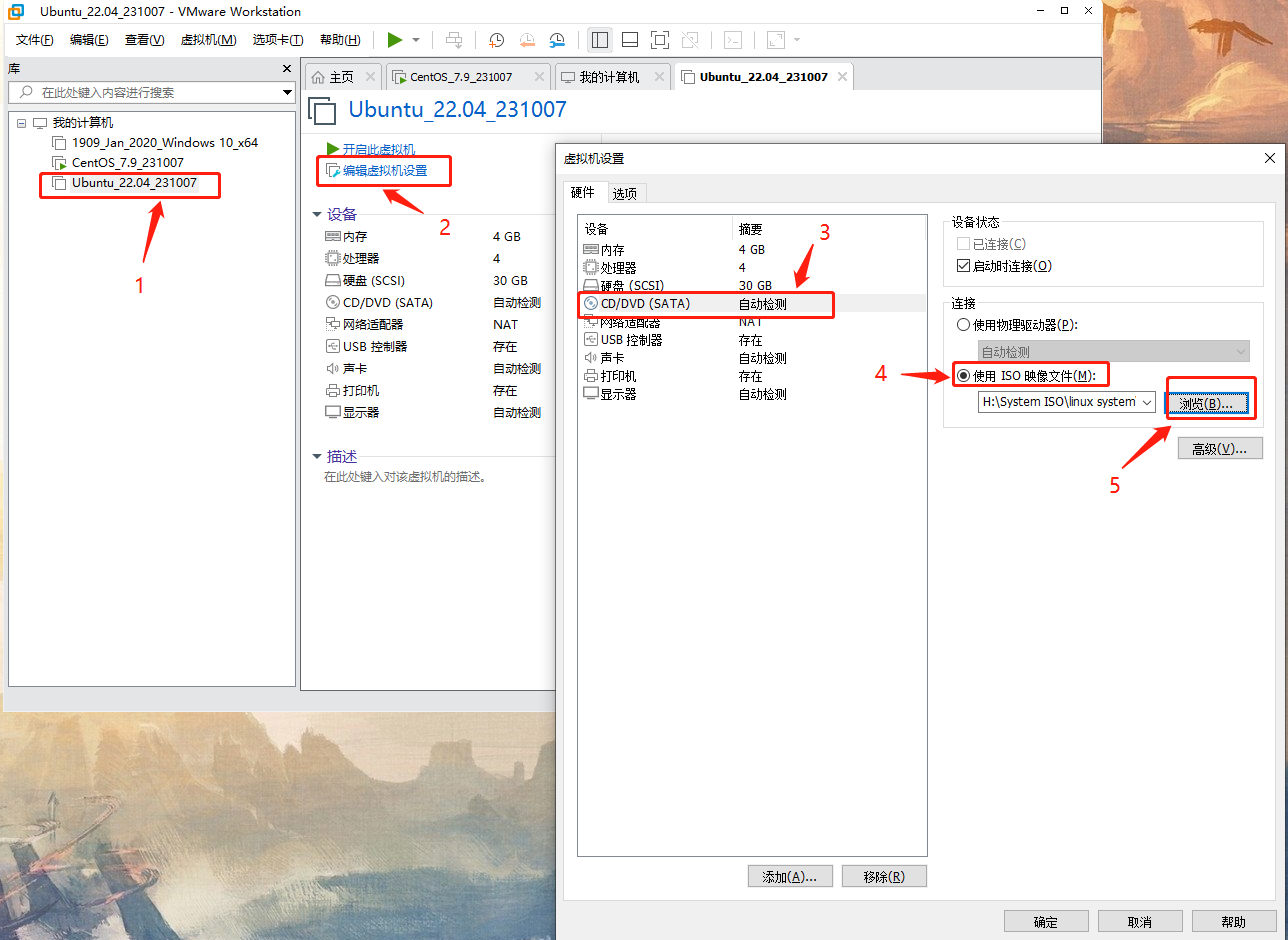 Ubuntu_22.04_231007 - VMware Workstation
文件(F) 编辑(E) 查看(V) 虚拟机(M) 选项卡(T) 帮助(H)
库
在此处键入内容进行搜索
我的计算机
1909_Jan_2020_Windows 10_x64
CentOS_7.9_231007
Ubuntu_22.04_231007
1
主页 CentOS_7.9_231007 我的计算机 Ubuntu_22.04_231007
Ubuntu_22.04_231007
开启此虚拟机
编辑虚拟机设置
2
设备
内存 4 GB
处理器 4
硬盘 (SCSI) 30 GB
CD/DVD (SATA) 自动检测
网络适配器 NAT
USB 控制器 存在
声卡 自动检测
打印机 存在
显示器 自动检测
描述
在此处键入对该虚拟机的描述。
虚拟机设置
硬件 选项
设备 摘要
3
内存 4 GB
处理器 4
硬盘 (SCSI) 30 GB
CD/DVD (SATA) 自动检测
网络适配器 NAT
USB 控制器 存在
声卡 自动检测
打印机 存在
显示器 自动检测
添加(A)... 移除(R)
设备状态
已连接(C)
启动时连接(O)
连接
使用物理驱动器(P):
自动检测
4
使用 ISO 映像文件(M):
H:\System ISO\linux system 浏览(B)...
高级(V)...
5
确定 取消 帮助